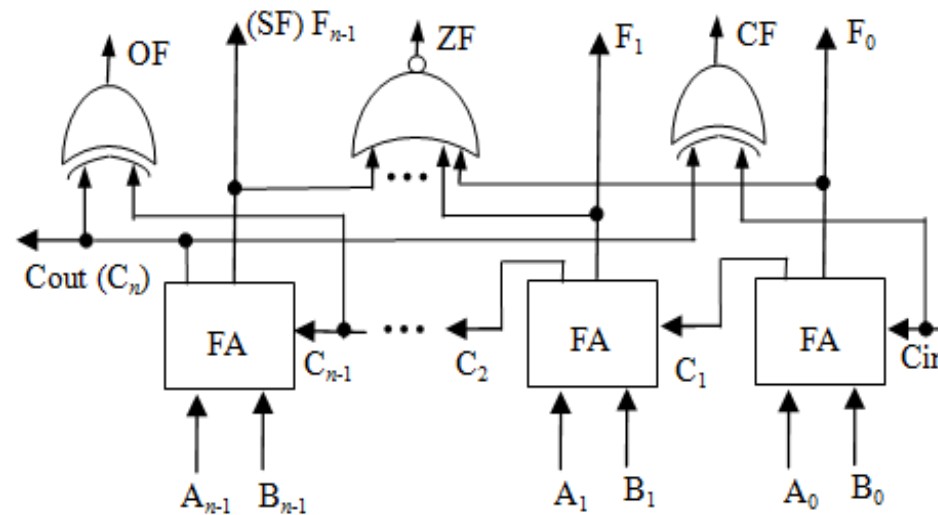 OF
(SF) Fn-1
ZF
F1
CF
F0
Cout (Cn)
FA
Cn-1
C2
FA
C1
FA
Cin
An-1
Bn-1
A1
B1
A0
B0